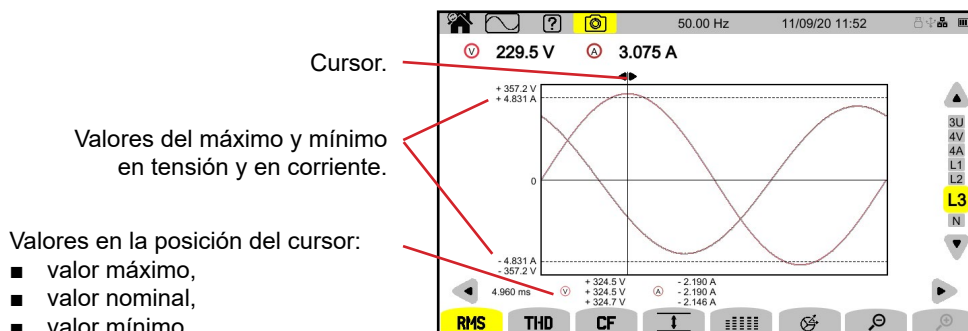 ?
50.00 Hz
11/09/20 11:52
V 229.5 V A 3.075 A
Cursor.
+ 357.2 V
+ 4.831 A
Valores del máximo y mínimo
en tensión y en corriente.
0
- 4.831 A
- 357.2 V
3U
4V
4A
L1
L2
L3
N
Valores en la posición del cursor:
■ valor máximo,
■ valor nominal,
■ valor mínimo
4.960 ms
V
+ 324.5 V
+ 324.5 V
+ 324.7 V
A
- 2.190 A
- 2.190 A
- 2.146 A
RMS THD CF